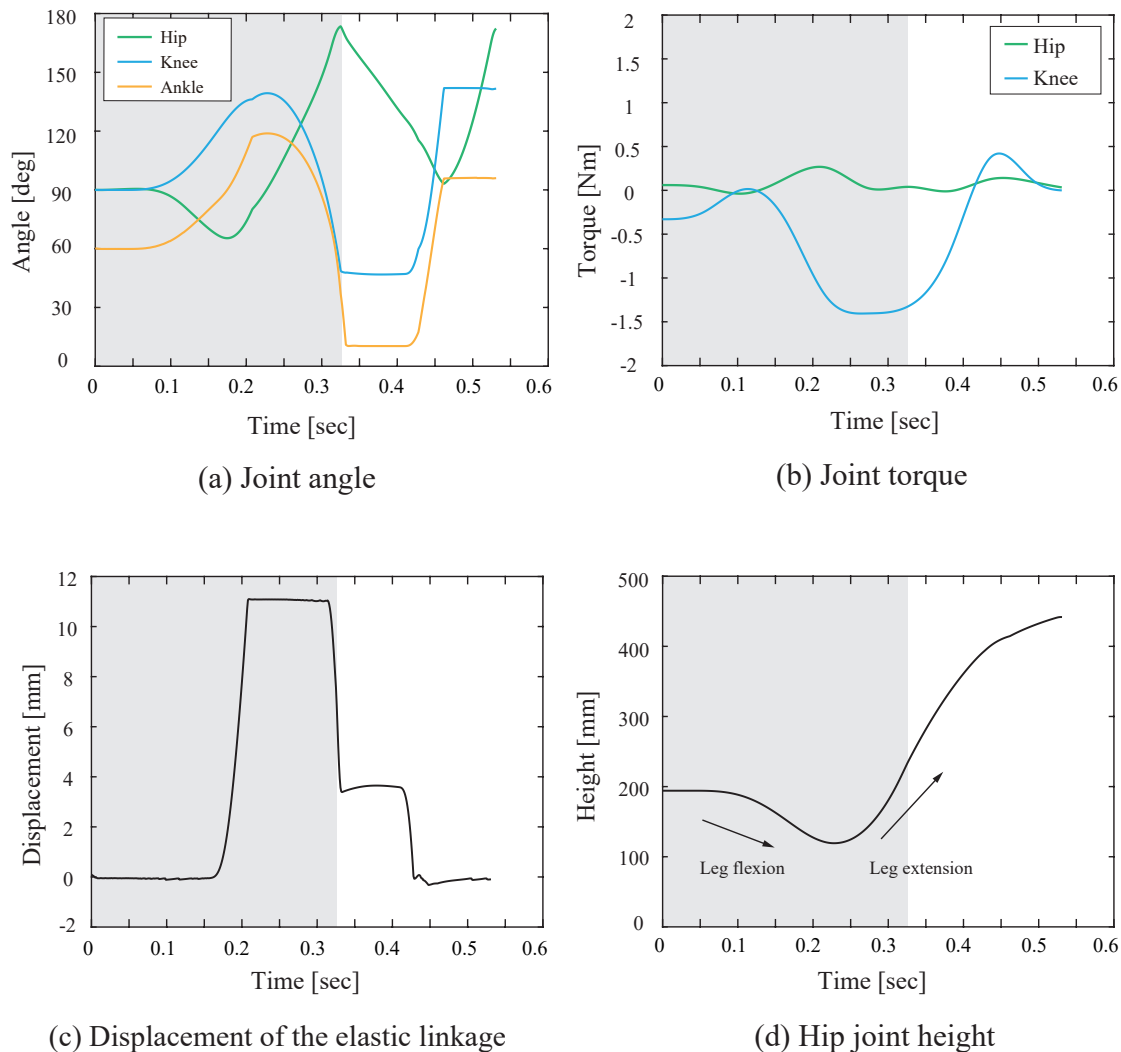 180
150
120
90
60
30
0
Angle [deg]
Hip
Knee
Ankle
0 0.1 0.2 0.3 0.4 0.5 0.6
Time [sec]
(a) Joint angle
2
1.5
1
0.5
0
-0.5
-1
-1.5
-2
Torque [Nm]
Hip
Knee
0 0.1 0.2 0.3 0.4 0.5 0.6
Time [sec]
(b) Joint torque
12
10
8
6
4
2
0
-2
Displacement [mm]
0 0.1 0.2 0.3 0.4 0.5 0.6
Time [sec]
(c) Displacement of the elastic linkage
500
400
300
200
100
0
Height [mm]
Leg flexion
Leg extension
0 0.1 0.2 0.3 0.4 0.5 0.6
Time [sec]
(d) Hip joint height